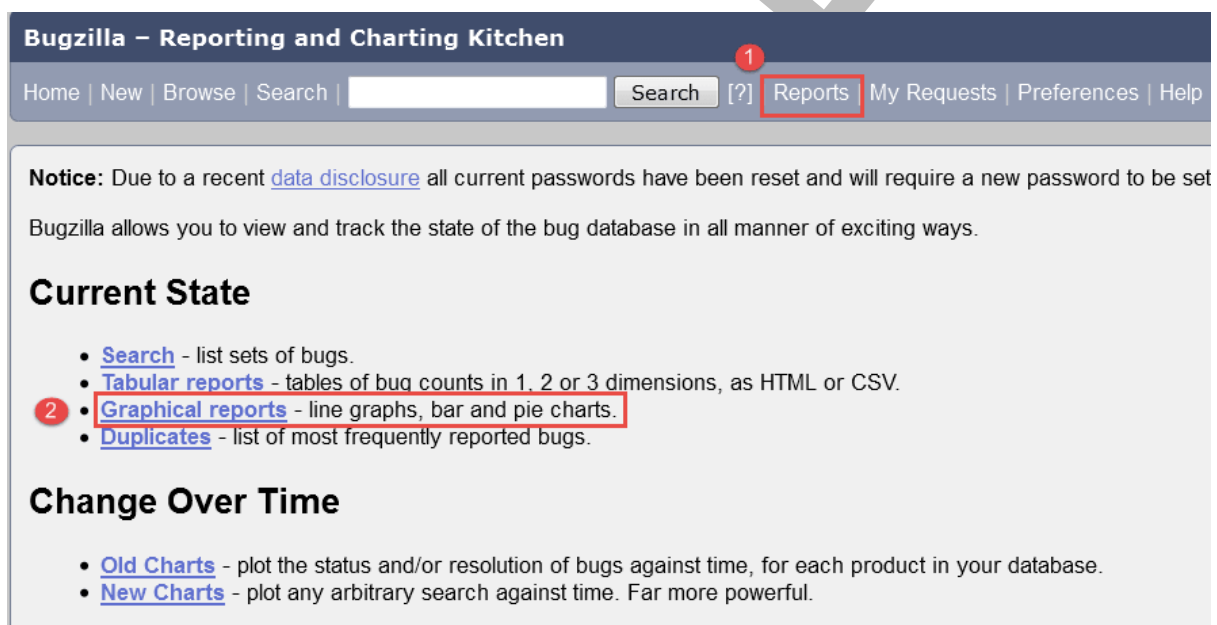 Bugzilla – Reporting and Charting Kitchen
1
Home | New | Browse | Search | Search [?] Reports | My Requests | Preferences | Help
Notice: Due to a recent data disclosure all current passwords have been reset and will require a new password to be set
Bugzilla allows you to view and track the state of the bug database in all manner of exciting ways.
Current State
• Search - list sets of bugs.
• Tabular reports - tables of bug counts in 1, 2 or 3 dimensions, as HTML or CSV.
2 • Graphical reports - line graphs, bar and pie charts.
• Duplicates - list of most frequently reported bugs.
Change Over Time
• Old Charts - plot the status and/or resolution of bugs against time, for each product in your database.
• New Charts - plot any arbitrary search against time. Far more powerful.